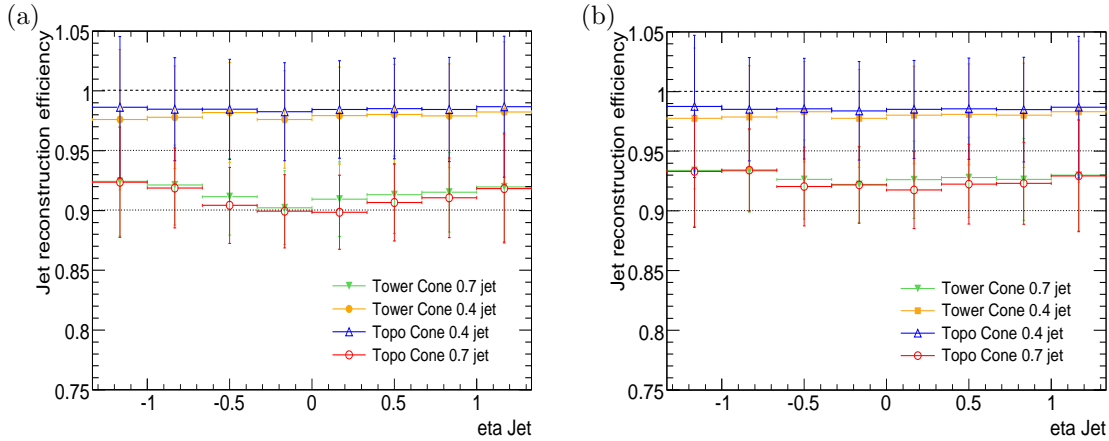 (a)
Jet reconstruction efficiency
1.05
1
0.95
0.9
0.85
0.8
0.75
Tower Cone 0.7 jet
Tower Cone 0.4 jet
Topo Cone 0.4 jet
Topo Cone 0.7 jet
-1 -0.5 0 0.5 1
eta Jet
(b)
Jet reconstruction efficiency
1.05
1
0.95
0.9
0.85
0.8
0.75
Tower Cone 0.7 jet
Tower Cone 0.4 jet
Topo Cone 0.4 jet
Topo Cone 0.7 jet
-1 -0.5 0 0.5 1
eta Jet